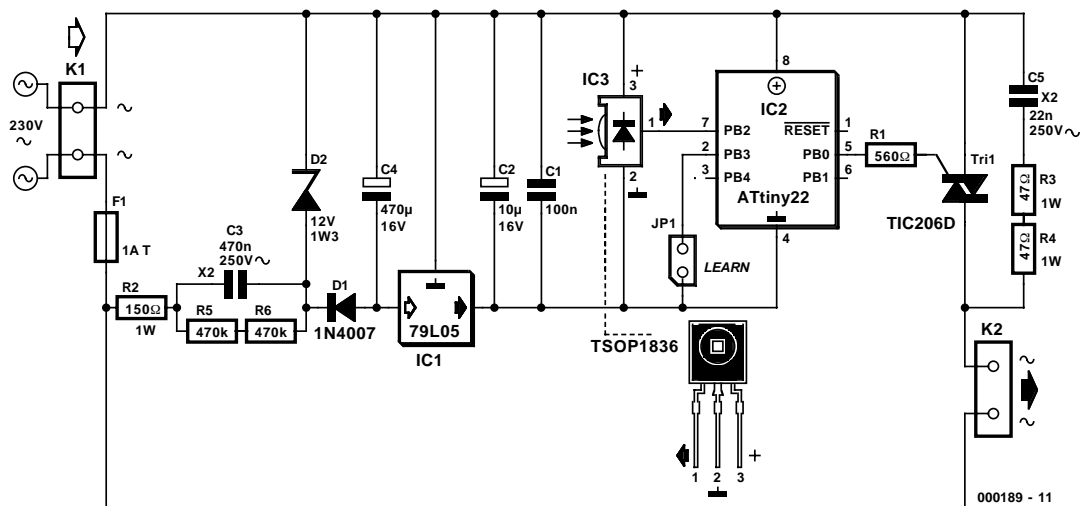 K1
230V
~
~
~
F1
1A T
R2
150Ω
1W
C3
470n
250V~
X2
R5
470k
R6
470k
D2
12V
1W3
D1
1N4007
C4
470µ
16V
79L05
IC1
C2
10µ
16V
C1
100n
IC3
+
3
1
2
TSOP1836
JP1
LEARN
8
IC2
7
PB2
2
PB3
3
PB4
RESET
1
PB0
5
PB1
6
ATtiny22
4
R1
560Ω
Tri1
TIC206D
C5
X2
22n
250V~
R3
47Ω
1W
R4
47Ω
1W
K2
~
~
1
2
3
+
000189 - 11